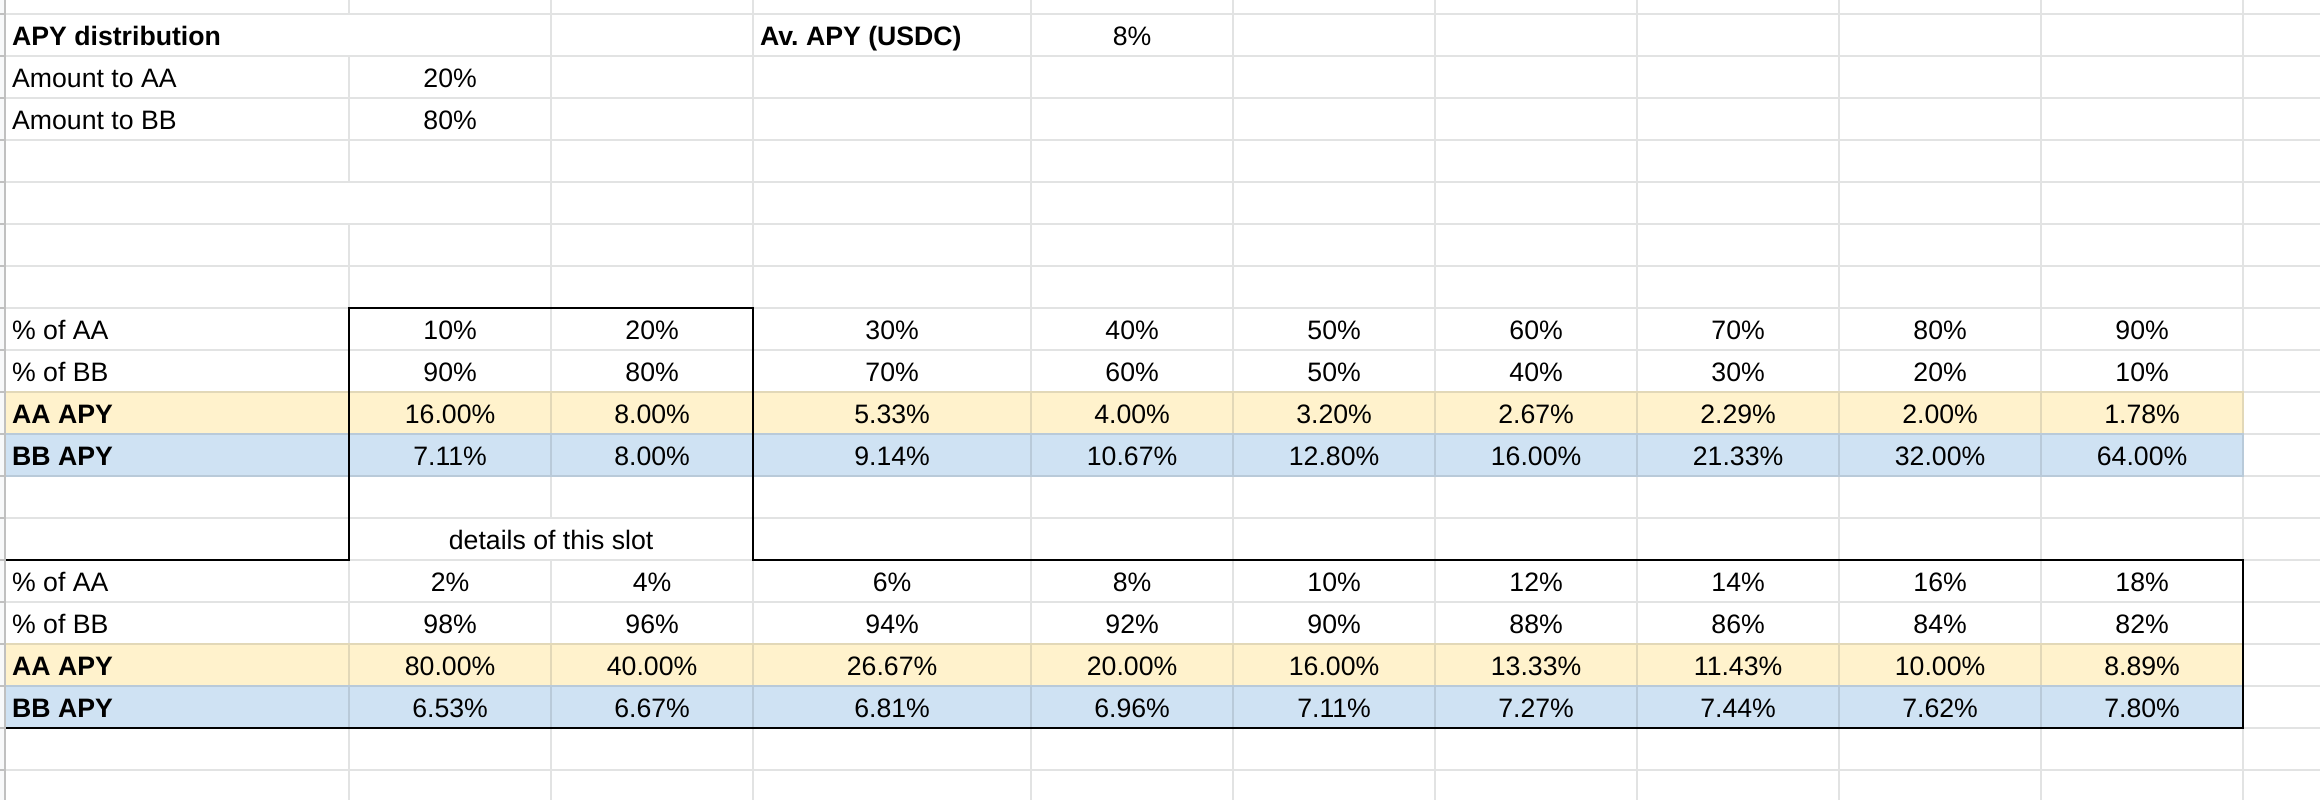 APY distribution Av. APY (USDC) 8%
Amount to AA 20%
Amount to BB 80%
% of AA 10% 20% 30% 40% 50% 60% 70% 80% 90%
% of BB 90% 80% 70% 60% 50% 40% 30% 20% 10%
AA APY 16.00% 8.00% 5.33% 4.00% 3.20% 2.67% 2.29% 2.00% 1.78%
BB APY 7.11% 8.00% 9.14% 10.67% 12.80% 16.00% 21.33% 32.00% 64.00%
details of this slot
% of AA 2% 4% 6% 8% 10% 12% 14% 16% 18%
% of BB 98% 96% 94% 92% 90% 88% 86% 84% 82%
AA APY 80.00% 40.00% 26.67% 20.00% 16.00% 13.33% 11.43% 10.00% 8.89%
BB APY 6.53% 6.67% 6.81% 6.96% 7.11% 7.27% 7.44% 7.62% 7.80%